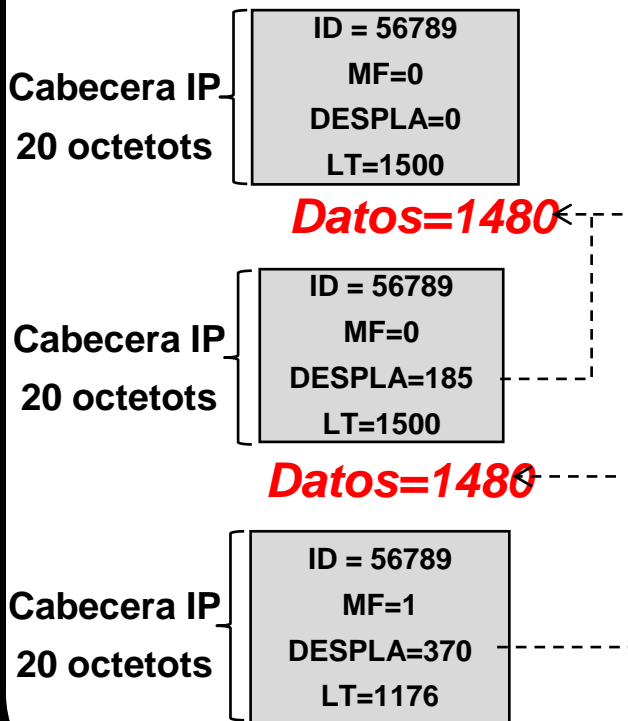 ID = 56789
MF=0
DESPLA=0
LT=1500
Cabecera IP
20 octetots
Datos=1480
ID = 56789
MF=0
DESPLA=185
LT=1500
Cabecera IP
20 octetots
Datos=1480
ID = 56789
MF=1
DESPLA=370
LT=1176
Cabecera IP
20 octetots